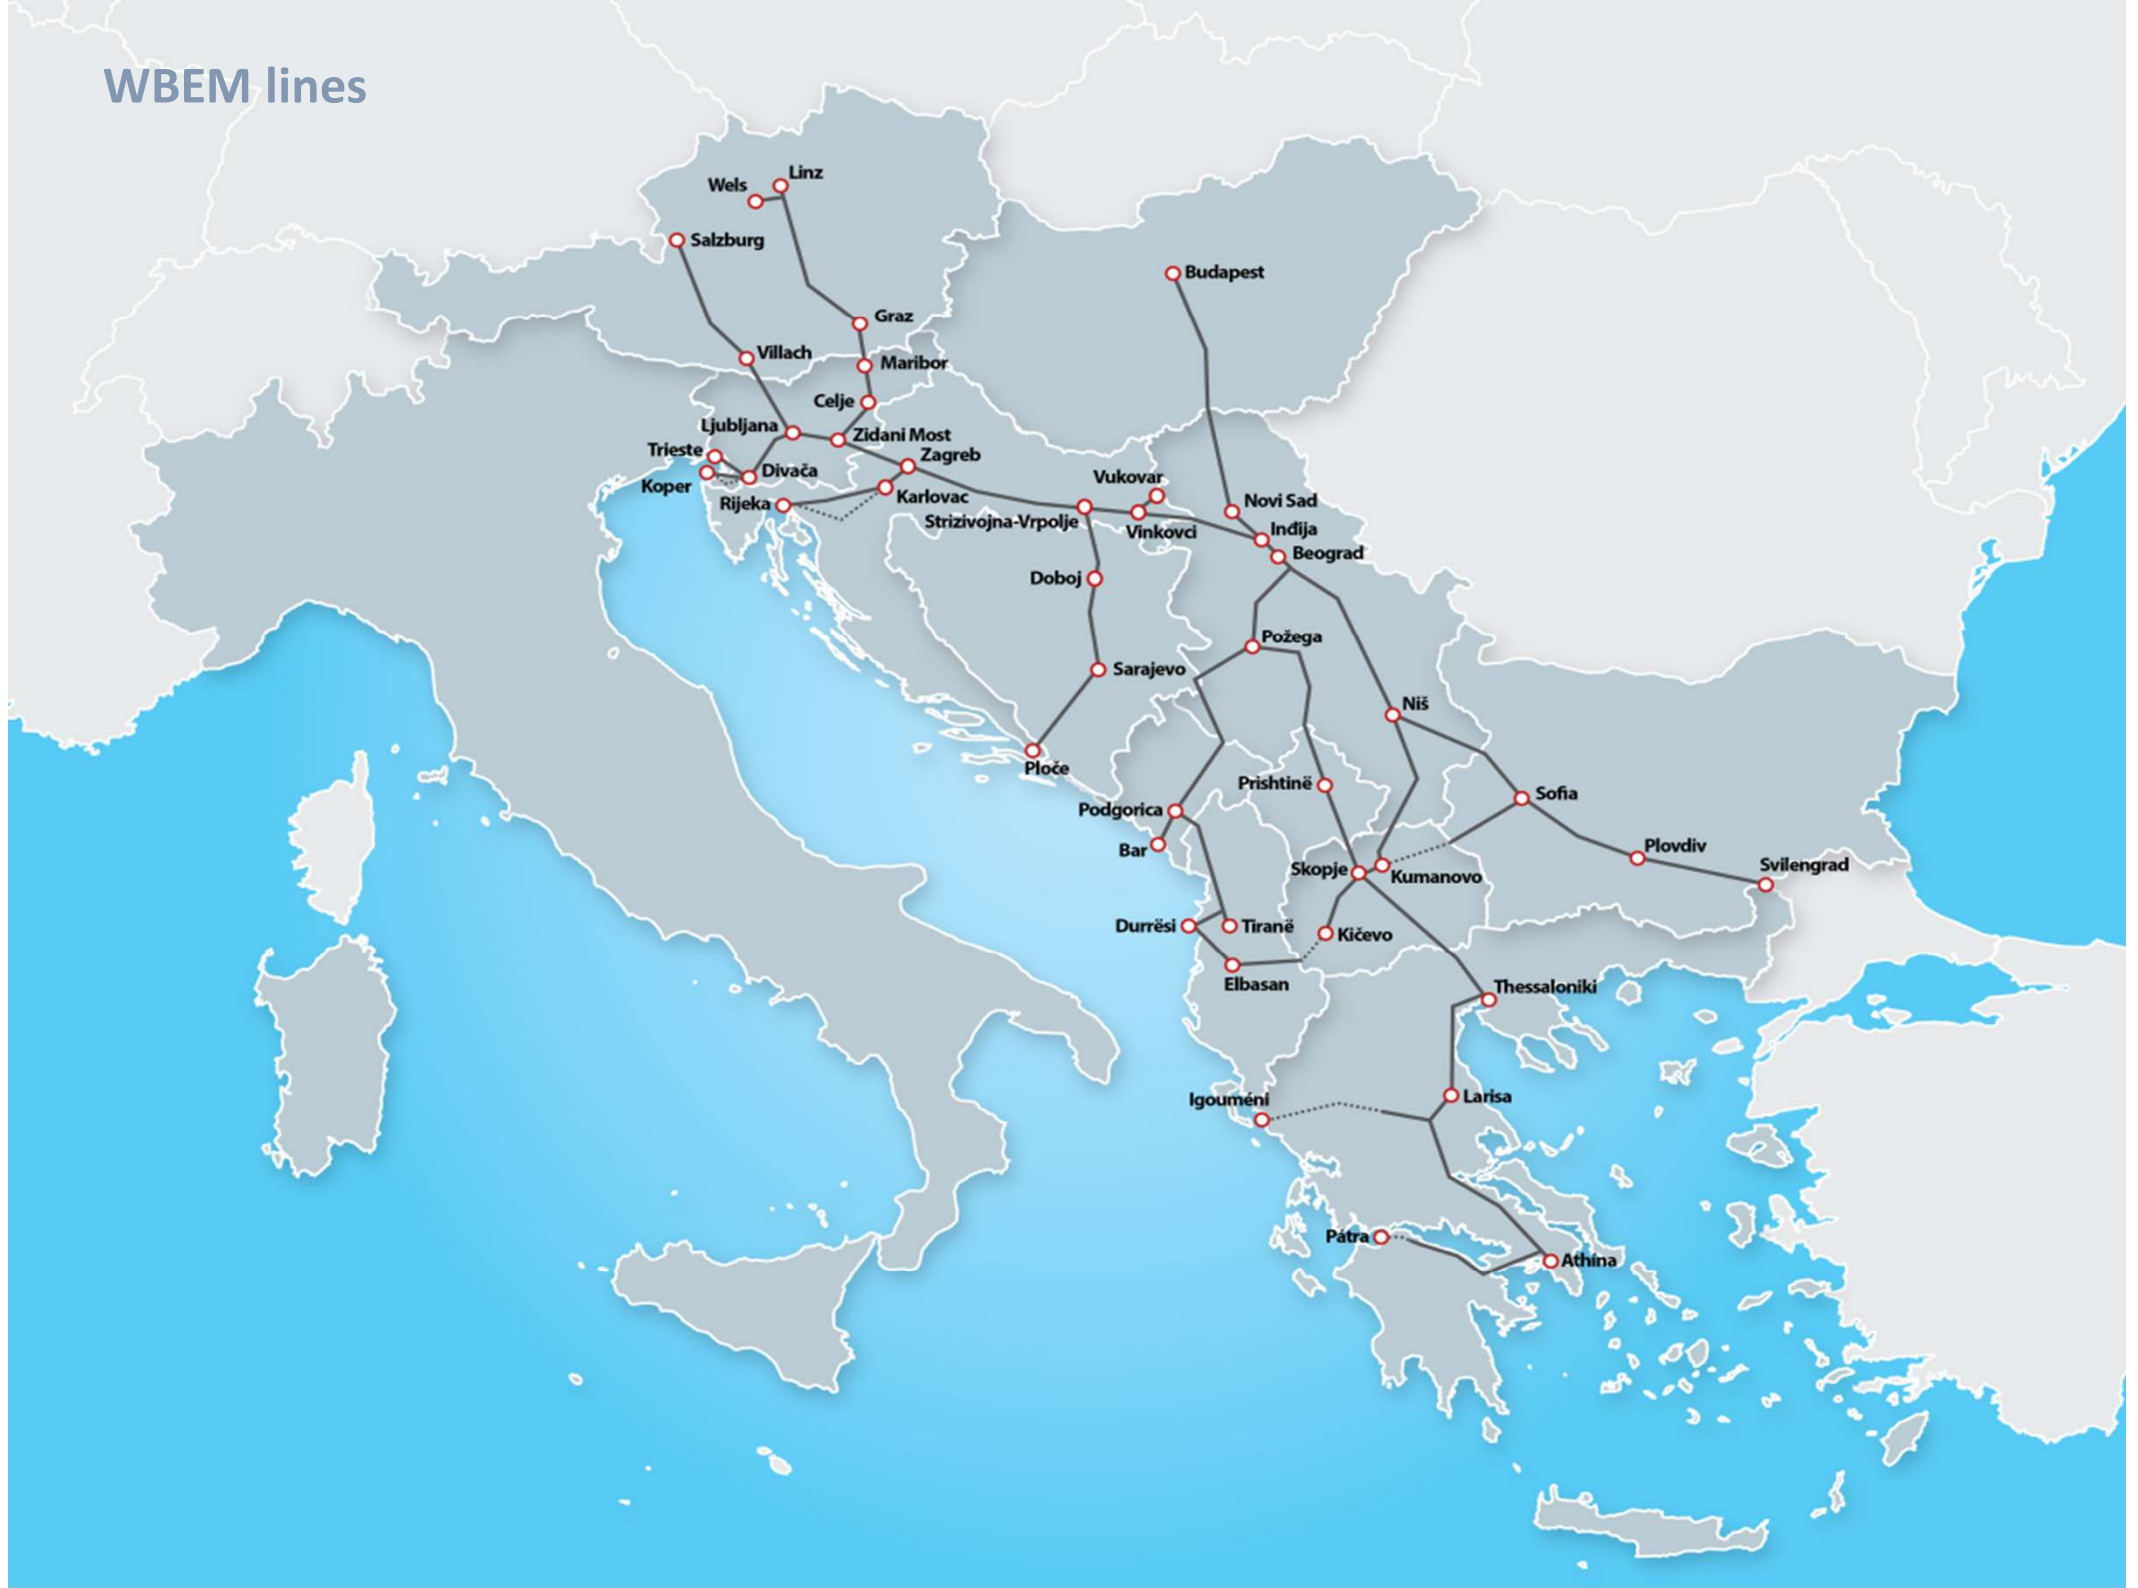 WBEM lines
Linz
Wels
Salzburg
Budapest
Graz
Villach
Maribor
Celje
Ljubljana
Zidani Most
Trieste
Zagreb
Divača
Vukovar
Koper
Karlovac
Rijeka
Novi Sad
Strizivojna-Vrpolje
Vinkovci
Inđija
Beograd
Doboj
Požega
Sarajevo
Niš
Ploče
Prishtinë
Sofia
Podgorica
Bar
Plovdiv
Svilengrad
Skopje
Kumanovo
Durrësi
Tiranë
Kičevo
Elbasan
Thessaloniki
Igouméni
Larisa
Pátra
Athína